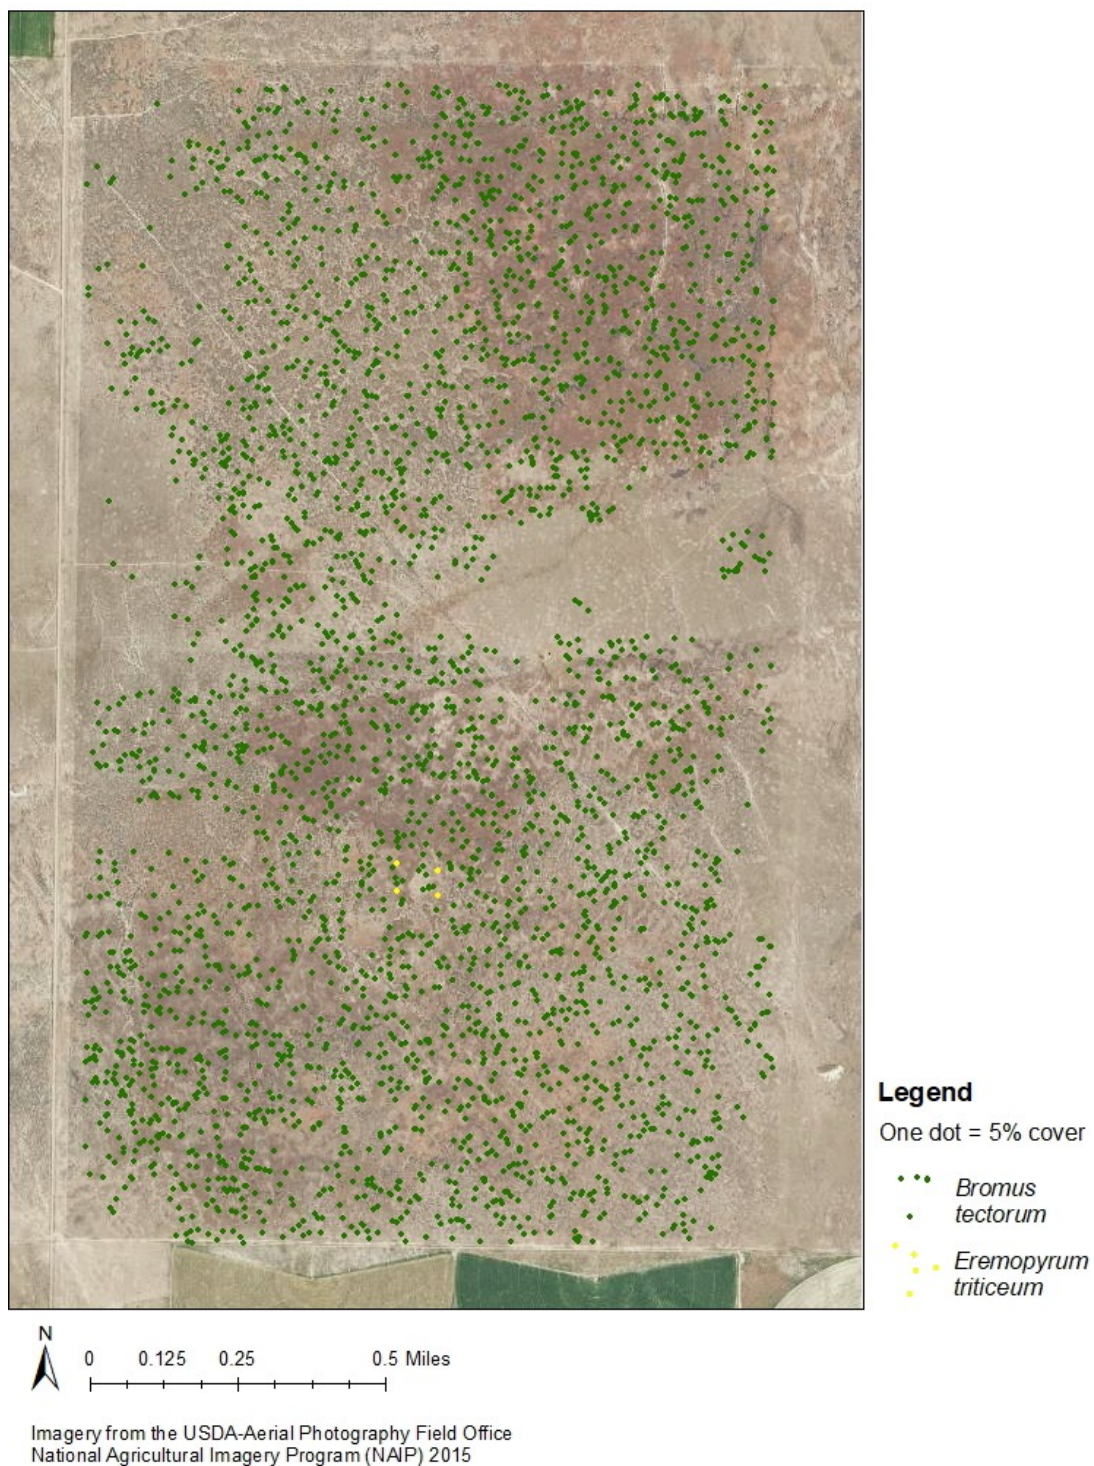 Legend
One dot = 5% cover
Bromus
tectorum
Eremopyrum
triticeum
N
0 0.125 0.25 0.5 Miles
Imagery from the USDA-Aerial Photography Field Office
National Agricultural Imagery Program (NAIP) 2015